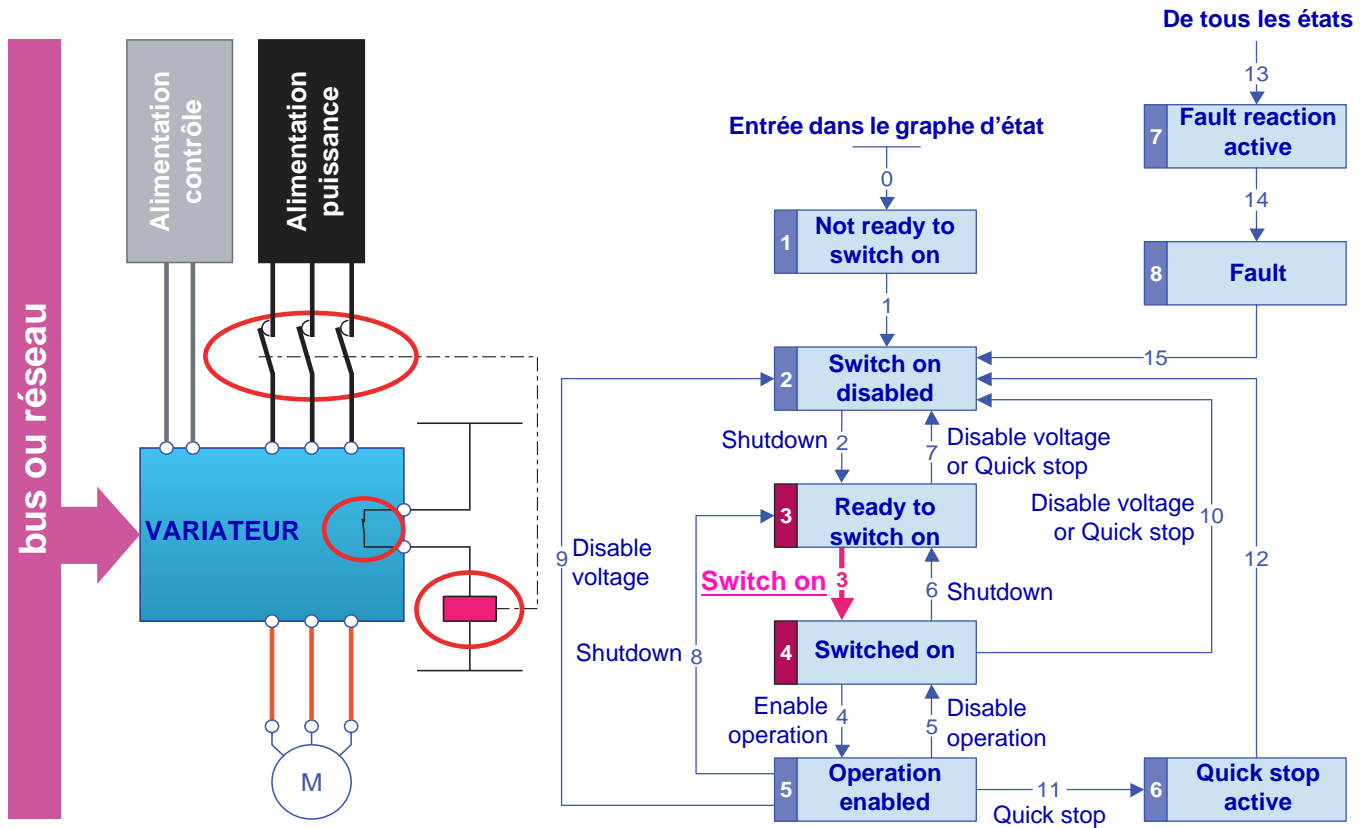 bus ou réseau
Alimentation
contrôle
Alimentation
puissance
VARIATEUR
M
De tous les états
13
7
Fault reaction
active
14
8
Fault
15
Entrée dans le graphe d'état
0
1
Not ready to
switch on
1
2
Switch on
disabled
Shutdown
2
7
Disable voltage
or Quick stop
3
Ready to
switch on
Disable voltage
or Quick stop
10
12
9
Disable
voltage
Switch on
3
6
Shutdown
4
Switched on
Shutdown
8
Enable
operation
4
5
Disable
operation
5
Operation
enabled
11
Quick stop
6
Quick stop
active